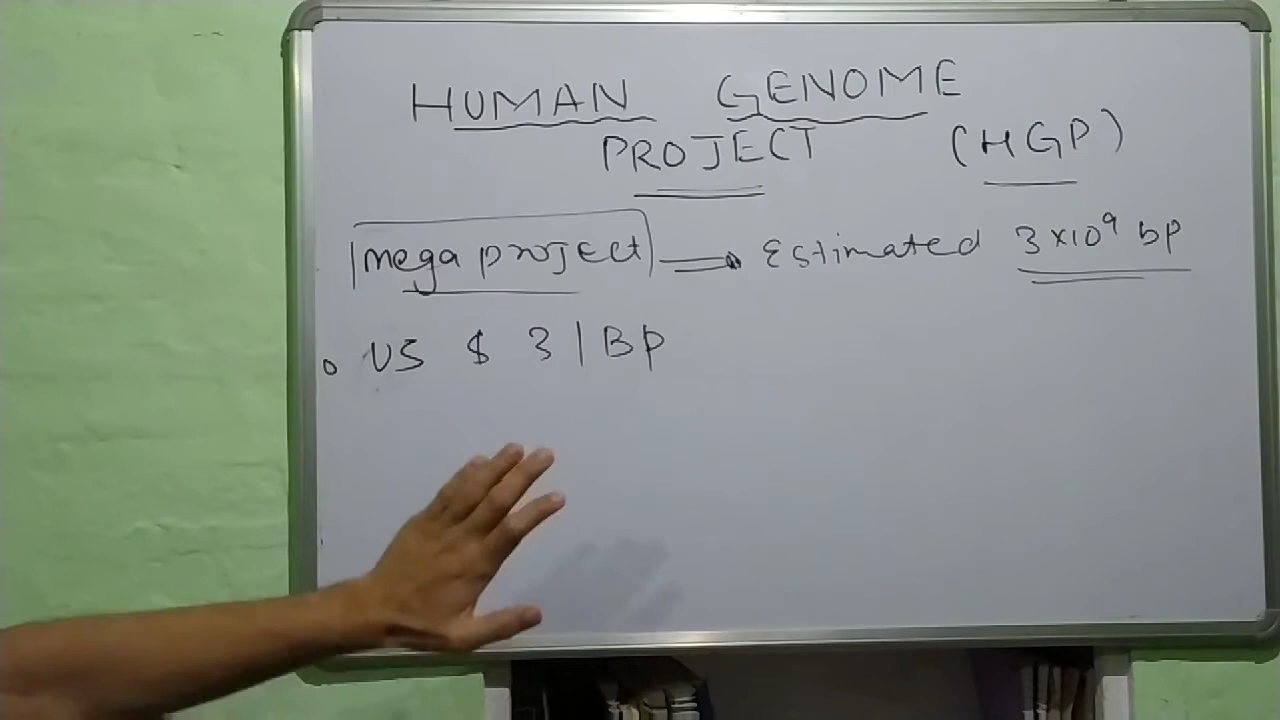 HUMAN GENOME
PROJECT (HGP)
mega project → Estimated 3×10⁹ bp
US $ 3 | Bp